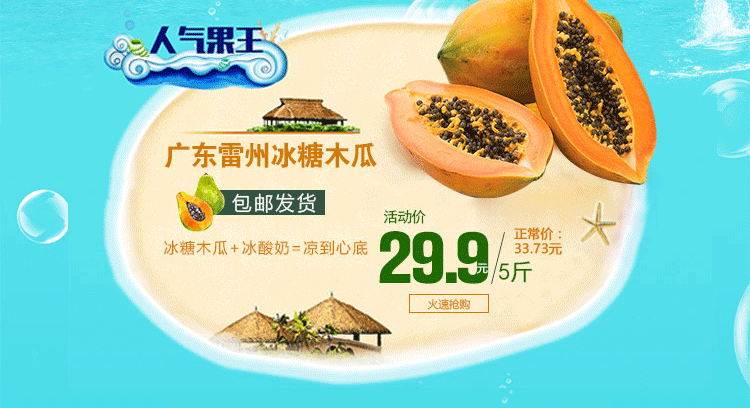 人气果王
广东雷州冰糖木瓜
包邮发货
冰糖木瓜+冰酸奶=凉到心底
活动价
29.9元/5斤
正常价：
33.73元
火速抢购